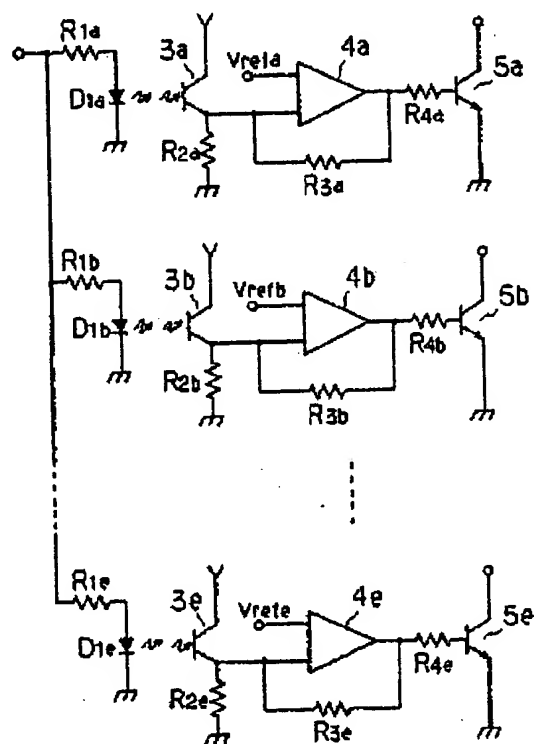 R1a
3a
Vrefa
4a
5a
D1a
R2a
R3a
R4a
R1b
3b
Vrefb
4b
5b
D1b
R2b
R3b
R4b
R1e
3e
Vrefe
4e
5e
D1e
R2e
R3e
R4e